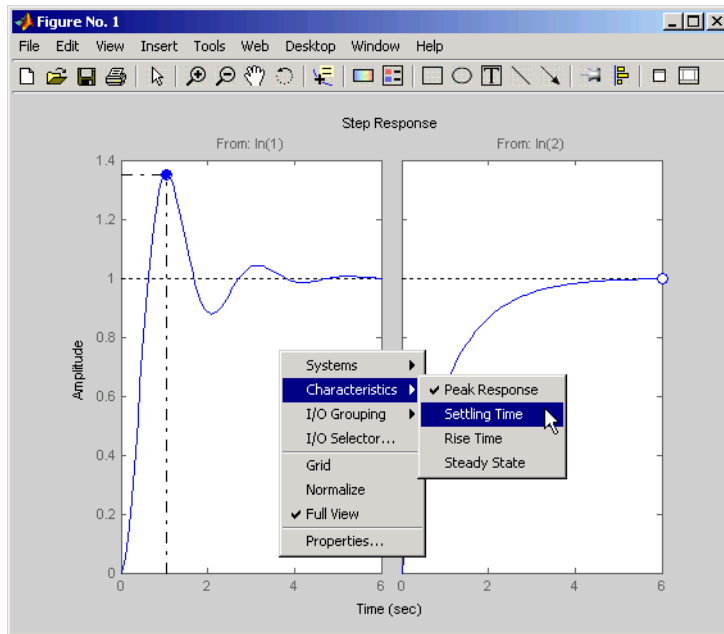 Figure No. 1
File Edit View Insert Tools Web Desktop Window Help
T
Step Response
From: In(1)
From: In(2)
1.4
1.2
1
0.8
0.6
0.4
0.2
0
Amplitude
0 2 4 6
0 2 4 6
Time (sec)
Systems
Characteristics
I/O Grouping
I/O Selector...
Grid
Normalize
Full View
Properties...
Peak Response
Settling Time
Rise Time
Steady State